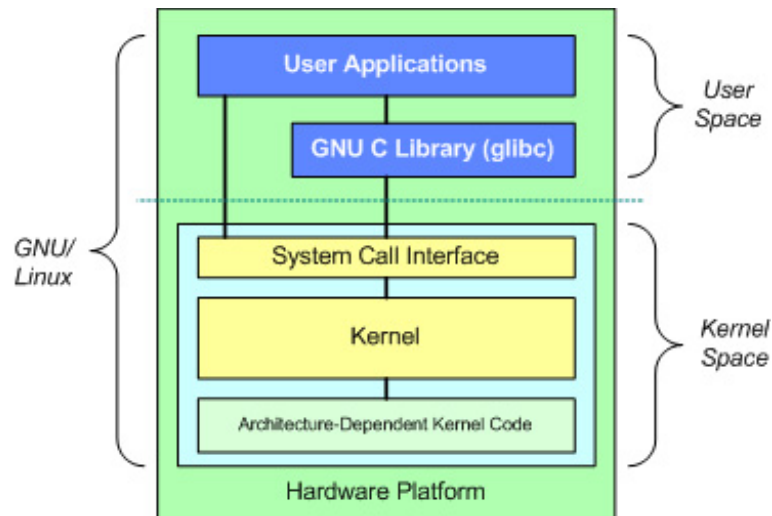 User Applications
User
Space
GNU C Library (glibc)
GNU/
Linux
System Call Interface
Kernel
Kernel
Space
Architecture-Dependent Kernel Code
Hardware Platform